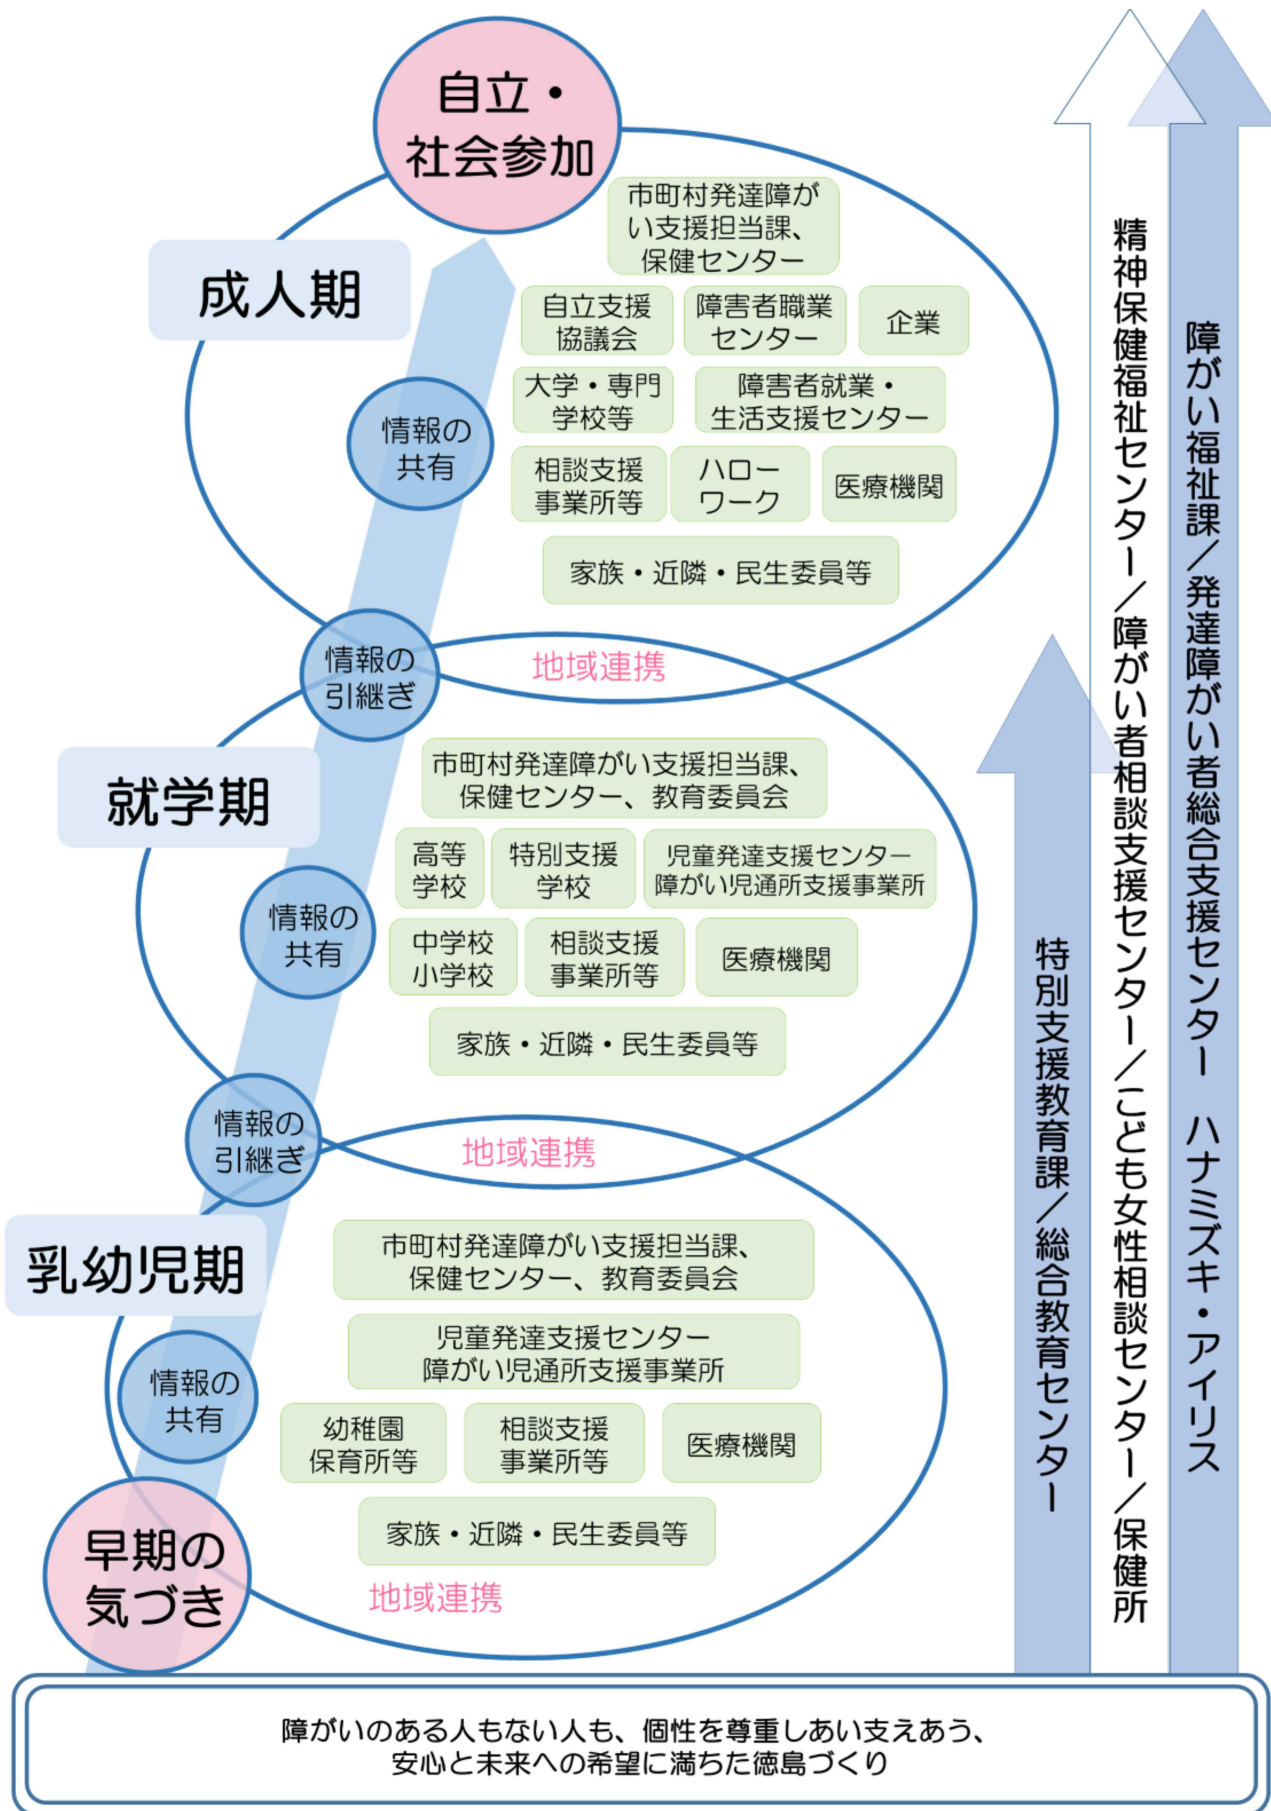 自立・
社会参加
成人期
市町村発達障が
い支援担当課、
保健センター
自立支援
協議会
障害者職業
センター
企業
大学・専門
学校等
障害者就業・
生活支援センター
情報の
共有
相談支援
事業所等
ハロー
ワーク
医療機関
家族・近隣・民生委員等
情報の
引継ぎ
地域連携
就学期
市町村発達障がい支援担当課、
保健センター、教育委員会
高等
学校
特別支援
学校
児童発達支援センター
障がい児通所支援事業所
情報の
共有
中学校
小学校
相談支援
事業所等
医療機関
家族・近隣・民生委員等
情報の
引継ぎ
地域連携
乳幼児期
市町村発達障がい支援担当課、
保健センター、教育委員会
児童発達支援センター
障がい児通所支援事業所
情報の
共有
幼稚園
保育所等
相談支援
事業所等
医療機関
家族・近隣・民生委員等
早期の
気づき
地域連携
障がい福祉課/発達障がい者総合支援センター ハナミズキ・アイリス
精神保健福祉センター/障がい者相談支援センター/こども女性相談センター/保健所
特別支援教育課/総合教育センター
障がいのある人もない人も、個性を尊重しあい支えあう、
安心と未来への希望に満ちた徳島づくり